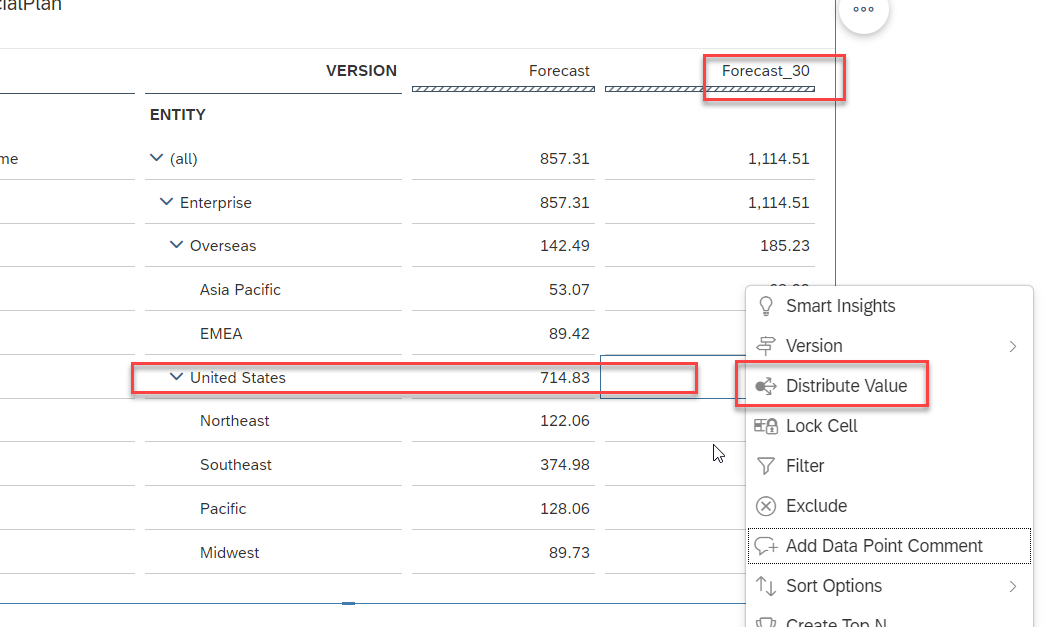 cialPlan
VERSION Forecast Forecast_30
ENTITY
me (all) 857.31 1,114.51
Enterprise 857.31 1,114.51
Overseas 142.49 185.23
Asia Pacific 53.07
EMEA 89.42
United States 714.83
Northeast 122.06
Southeast 374.98
Pacific 128.06
Midwest 89.73
Smart Insights
Version
Distribute Value
Lock Cell
Filter
Exclude
Add Data Point Comment
Sort Options
Create Top N